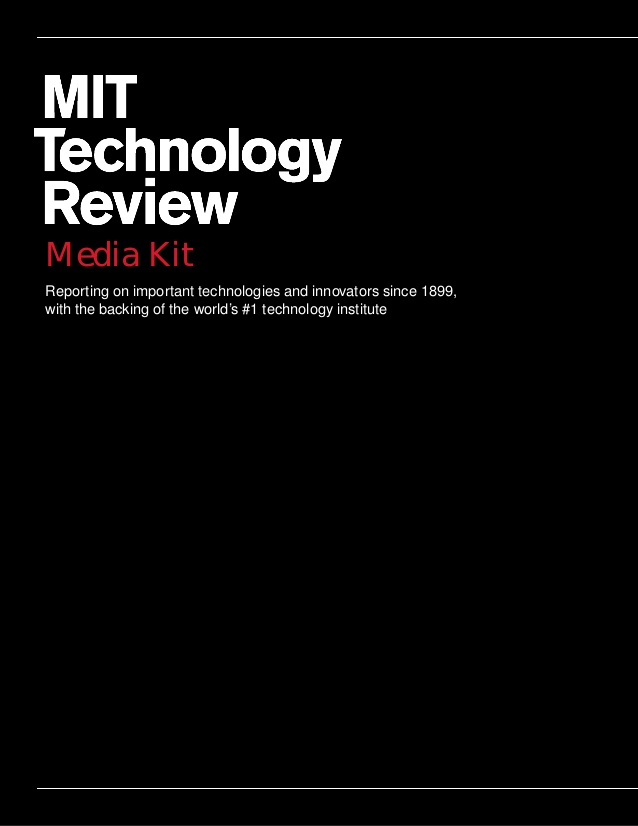 MIT
Technology
Review
Media Kit
Reporting on important technologies and innovators since 1899,
with the backing of the world’s #1 technology institute